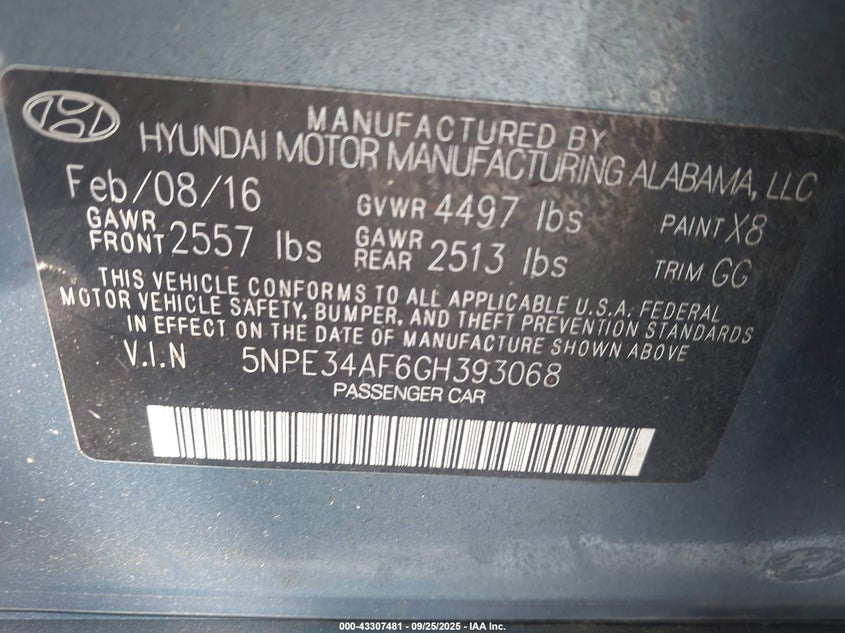 MANUFACTURED BY
HYUNDAI MOTOR MANUFACTURING ALABAMA, LLC
Feb/08/16 GVWR 4497 lbs PAINT X8
GAWR FRONT 2557 lbs GAWR REAR 2513 lbs TRIM GG
THIS VEHICLE CONFORMS TO ALL APPLICABLE U.S.A. FEDERAL
MOTOR VEHICLE SAFETY, BUMPER, AND THEFT PREVENTION STANDARDS
IN EFFECT ON THE DATE OF MANUFACTURE SHOWN ABOVE
V.I.N 5NPE34AF6GH393068
PASSENGER CAR
000-43307481 - 09/25/2025 - IAA Inc.